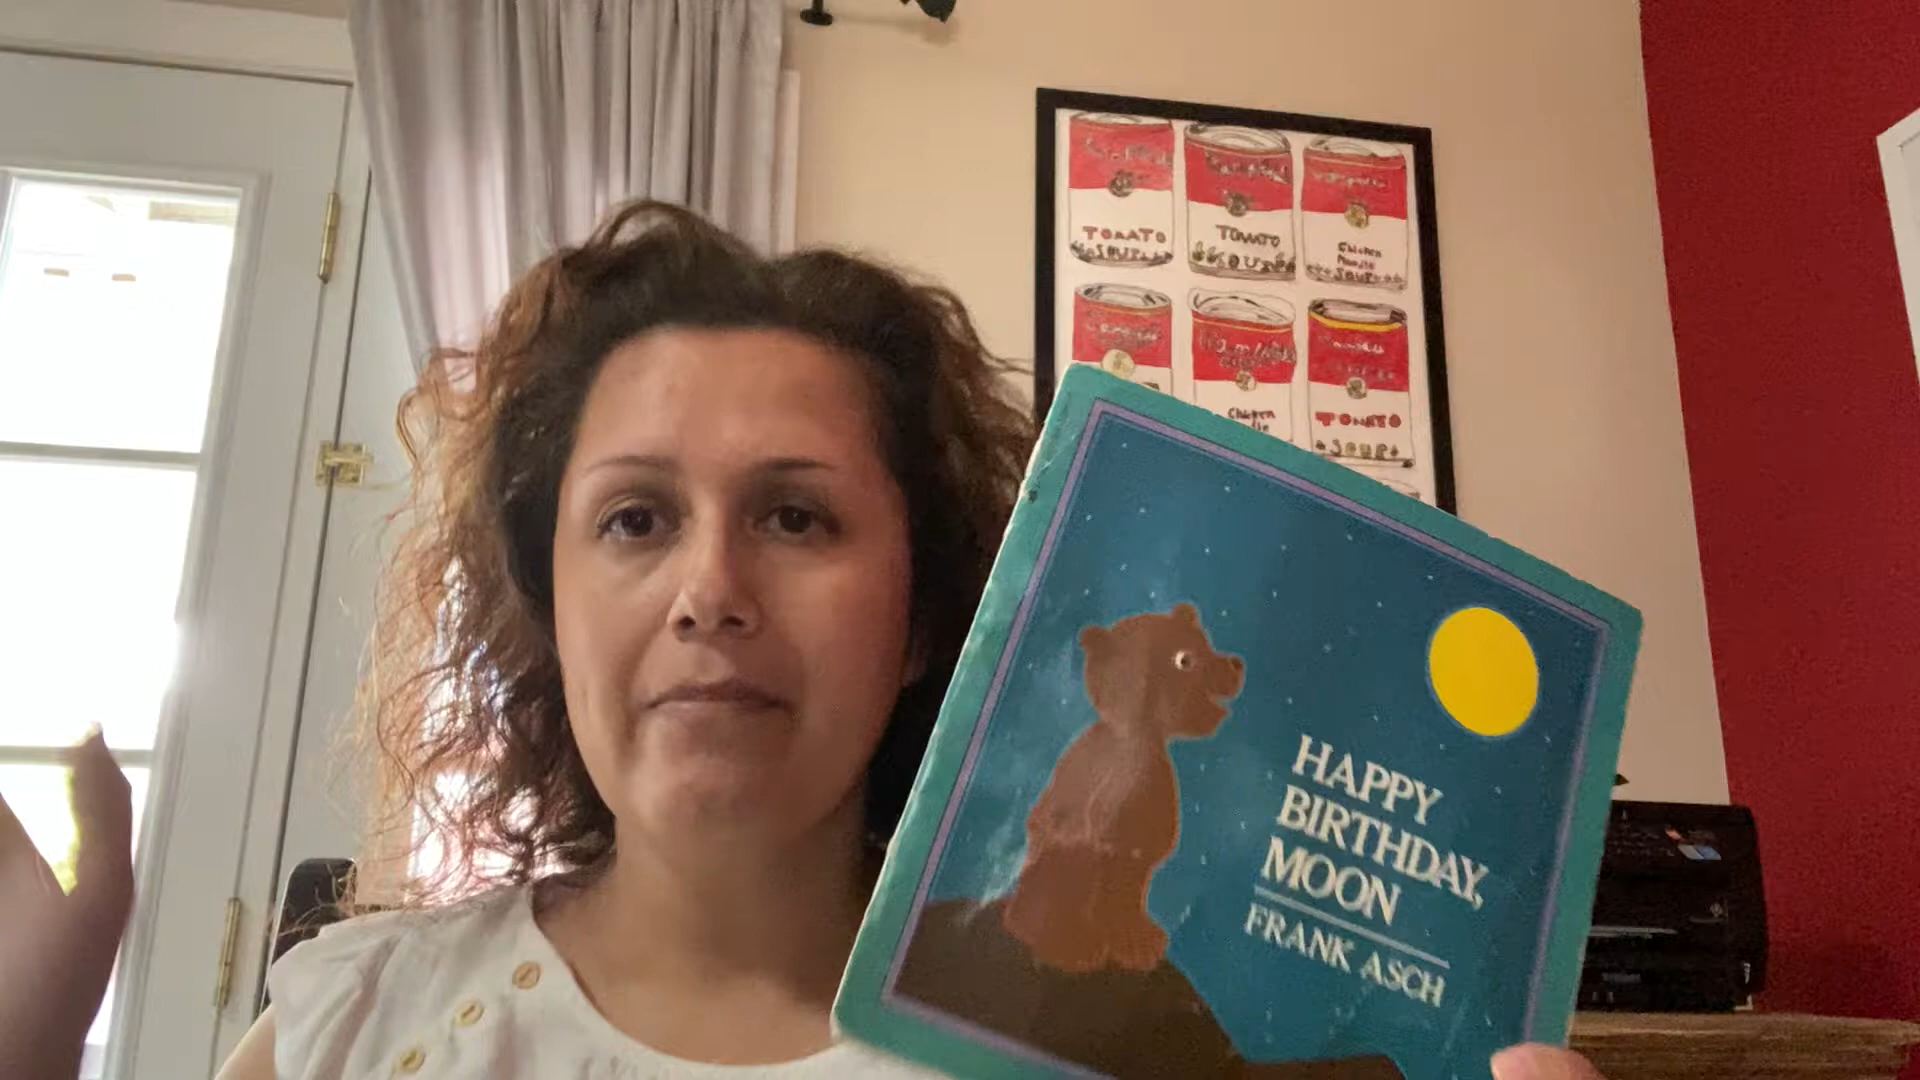 TOMATO
SOUP
TOMATO
SOUP
Chicken
Noodle
SOUP
Chicken
TOMATO
SOUP
HAPPY
BIRTHDAY,
MOON
FRANK ASCH